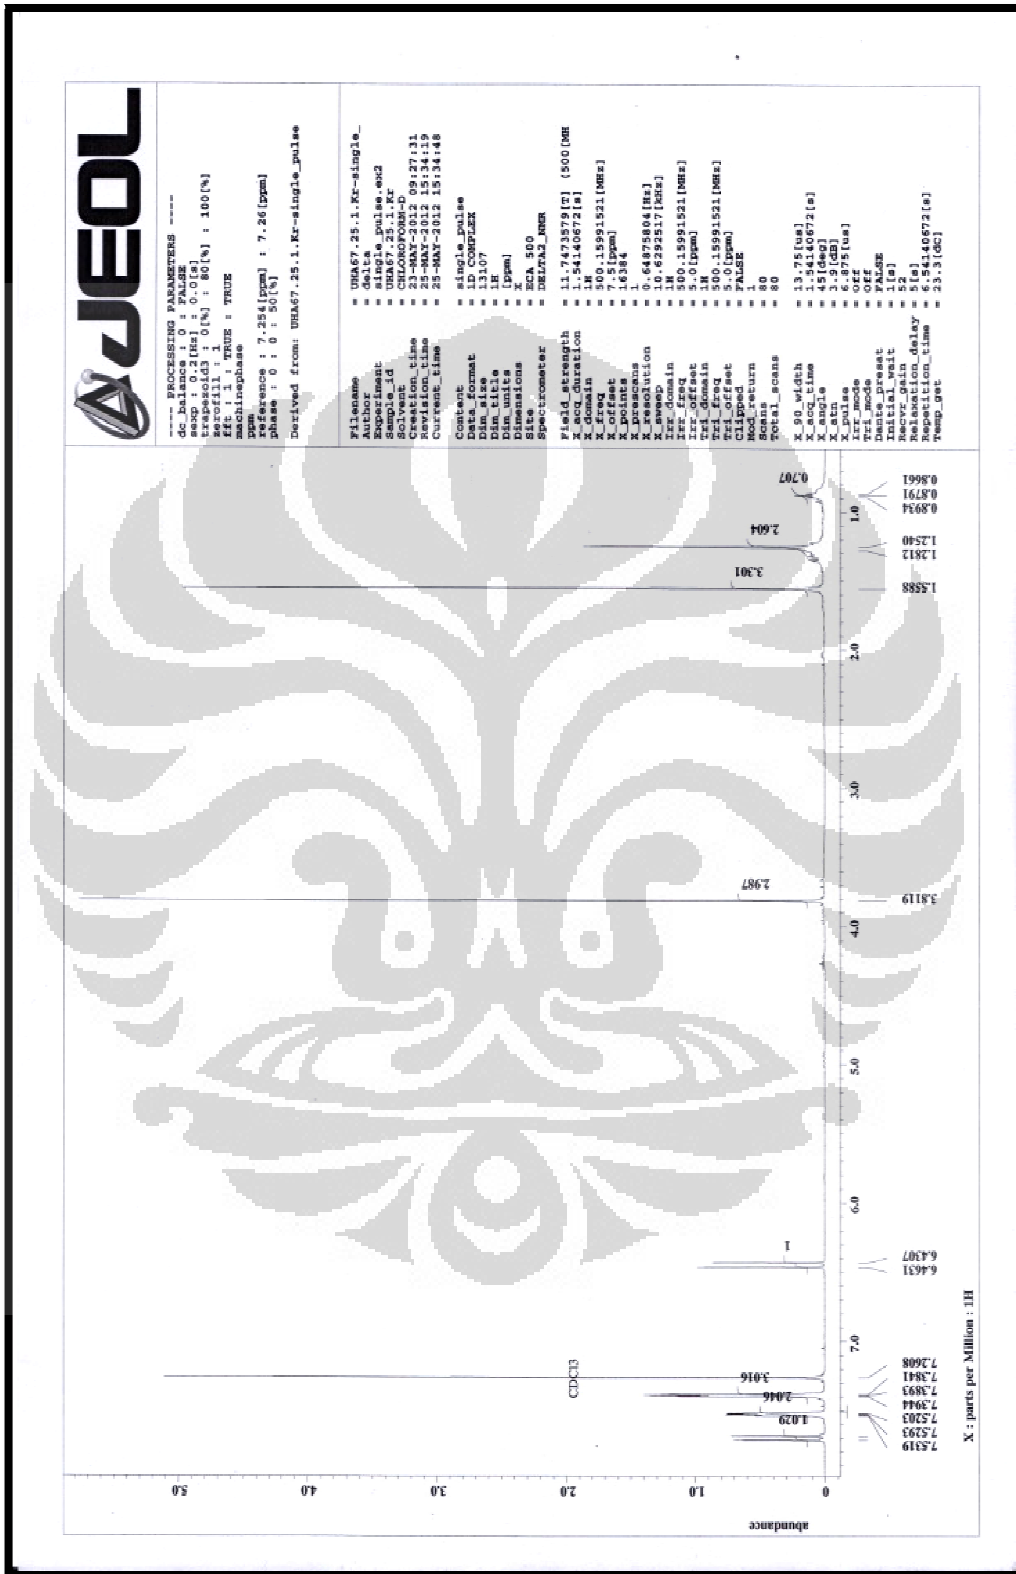 JEOL
---- PROCESSING PARAMETERS ----
dc_balance : 0 : FALSE
sexp : 0.2[Hz] : 0.0[s]
trapezoid3 : 0[%] : 80[%] : 100[%]
zerofill : 1
fft : 1 : TRUE : TRUE
machinephase
ppm
reference : 7.254[ppm] : 7.26[ppm]
phase : 0 : 0 : 50[%]
Derived from: UHA67.25.1.Kr-single_pulse
Filename = UHA67.25.1.Kr-single_
Author = delta
Experiment = single_pulse.ex2
Sample_id = UHA67.25.1.Kr
Solvent = CHLOROFORM-D
Creation_time = 23-MAY-2012 09:27:31
Revision_time = 25-MAY-2012 15:34:19
Current_time = 25-MAY-2012 15:34:48
Content = single_pulse
Data_format = 1D COMPLEX
Dim_size = 13107
Dim_title = 1H
Dim_units = [ppm]
Dimensions = X
Site = ECA 500
Spectrometer = DELTA2_NMR
Field_strength = 11.7473579[T] (500[MH
X_acq_duration = 1.54140672[s]
X_domain = 1H
X_freq = 500.15991521[MHz]
X_offset = 7.5[ppm]
X_points = 16384
X_prescans = 1
X_resolution = 0.64875804[Hz]
X_sweep = 10.6292517[kHz]
Irr_domain = 1H
Irr_freq = 500.15991521[MHz]
Irr_offset = 5.0[ppm]
Tri_domain = 1H
Tri_freq = 500.15991521[MHz]
Tri_offset = 5.0[ppm]
Clipped = FALSE
Mod_return = 1
Scans = 80
Total_scans = 80
X_90_width = 13.75[us]
X_acq_time = 1.54140672[s]
X_angle = 45[deg]
X_atn = 3.9[dB]
X_pulse = 6.875[us]
Irr_mode = Off
Tri_mode = Off
Dante_presat = FALSE
Initial_wait = 1[s]
Recvr_gain = 52
Relaxation_delay = 5[s]
Repetition_time = 6.54140672[s]
Temp_get = 23.3[dC]
abundance
0 1.0 2.0 3.0 4.0 5.0
1.029
2.046
3.016
CDCl3
1
2.987
3.301
2.604
0.707
7.0 6.0 5.0 4.0 3.0 2.0 1.0
7.5319
7.5293
7.5203
7.3944
7.3893
7.3841
7.2608
6.4631
6.4307
3.8119
1.5588
1.2812
1.2540
0.8934
0.8791
0.8661
X : parts per Million : 1H